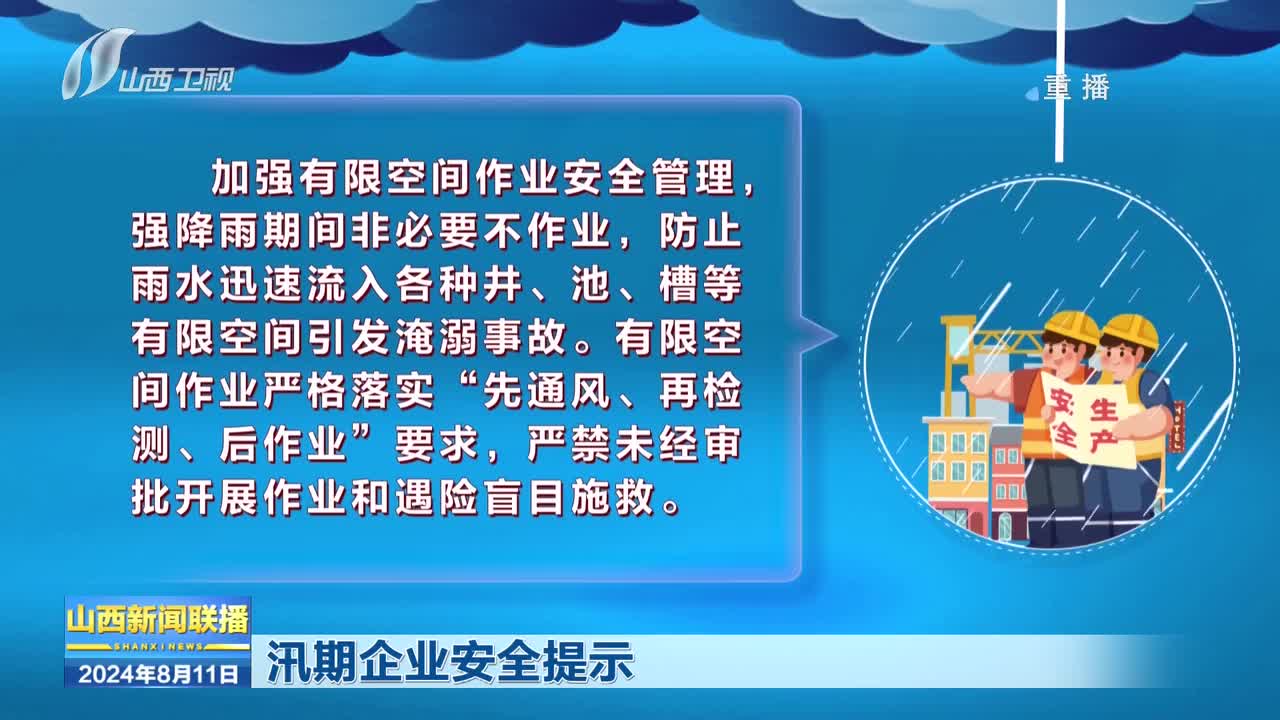 山西卫视
重播
加强有限空间作业安全管理，
强降雨期间非必要不作业，防止
雨水迅速流入各种井、池、槽等
有限空间引发淹溺事故。有限空
间作业严格落实“先通风、再检
测、后作业”要求，严禁未经审
批开展作业和遇险盲目施救。
安全
生产
HOTEL
山西新闻联播
SHANXI NEWS
2024年8月11日
汛期企业安全提示